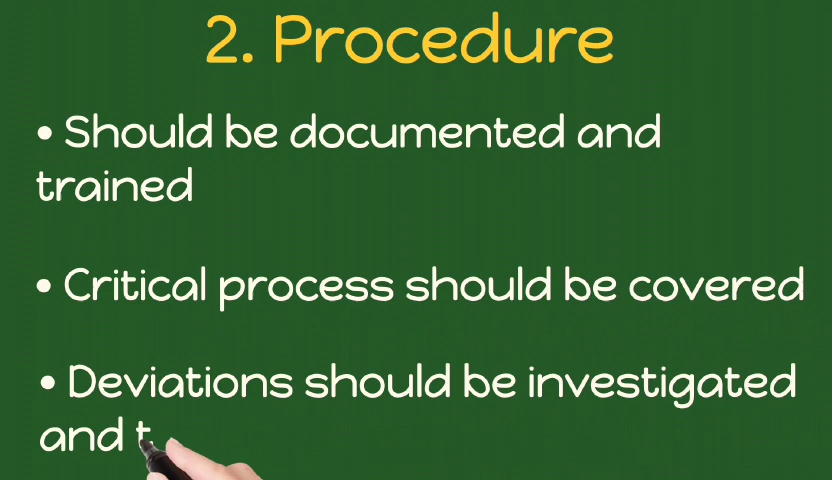 2. Procedure
• Should be documented and
trained
• Critical process should be covered
• Deviations should be investigated
and t